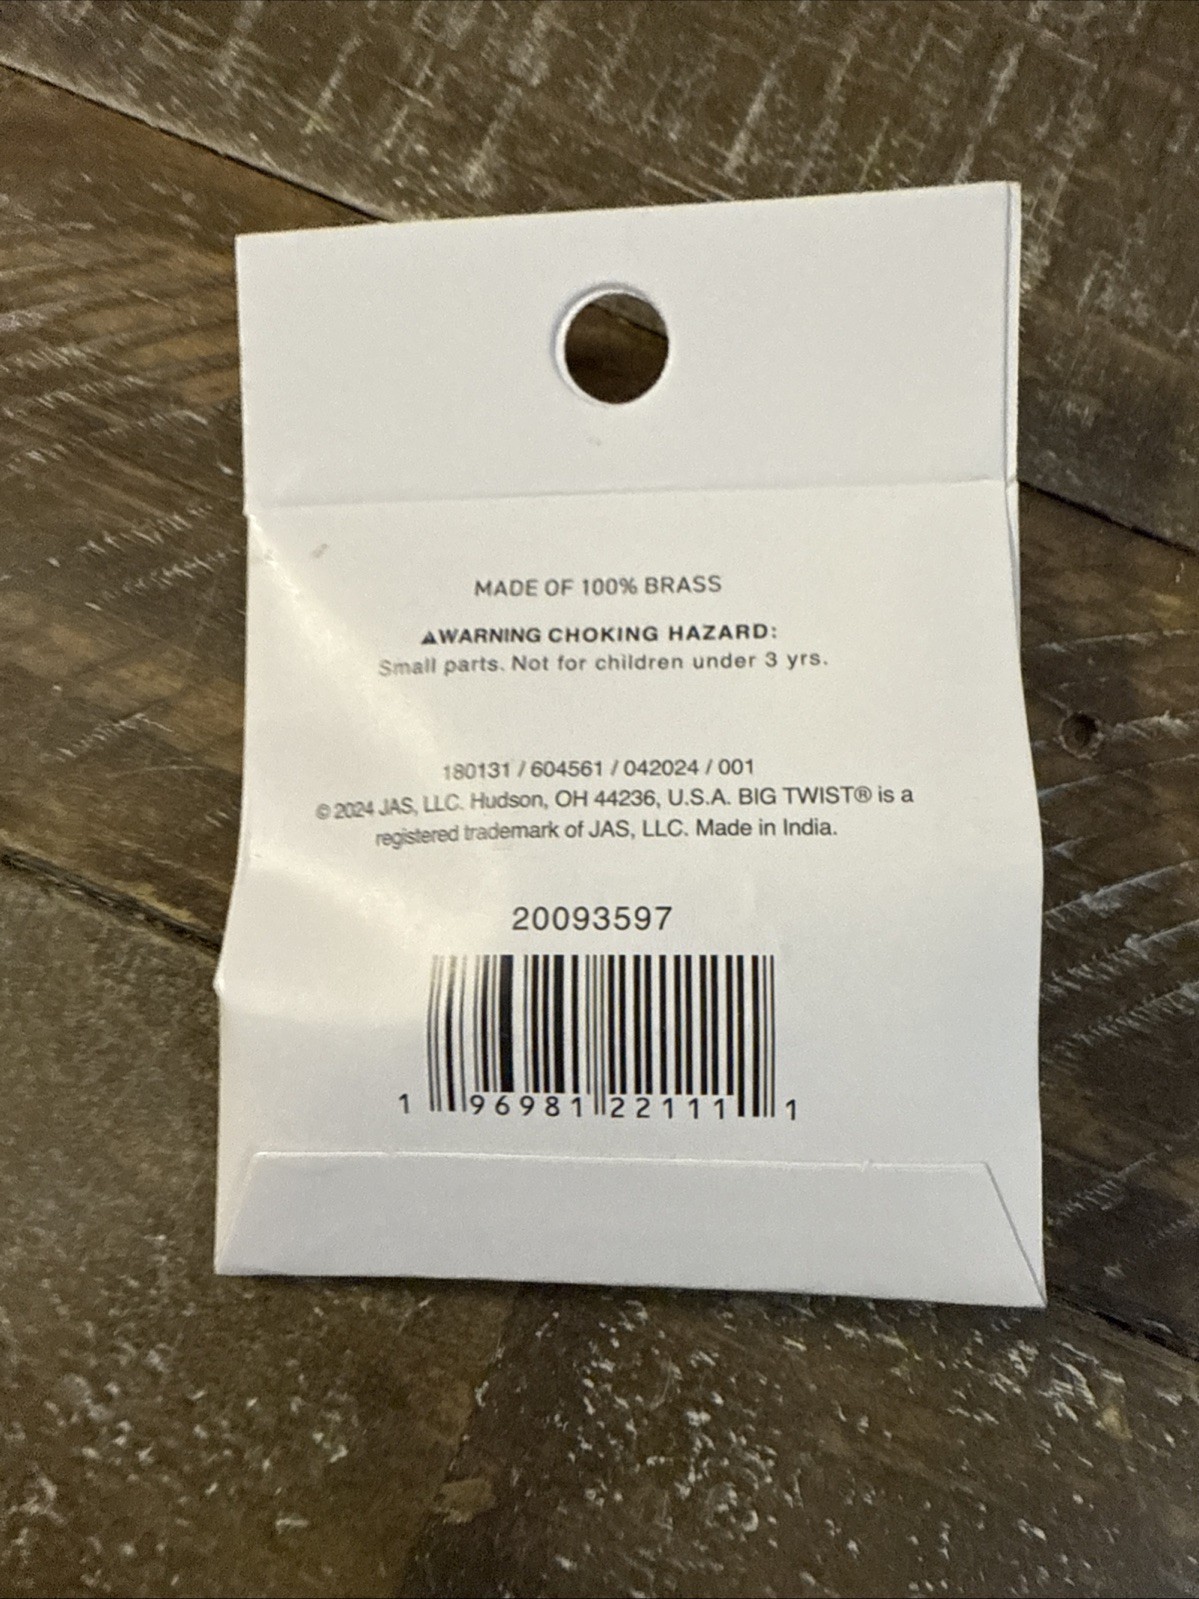 MADE OF 100% BRASS
⚠WARNING CHOKING HAZARD:
Small parts. Not for children under 3 yrs.
180131 / 604561 / 042024 / 001
© 2024 JAS, LLC. Hudson, OH 44236, U.S.A. BIG TWIST® is a
registered trademark of JAS, LLC. Made in India.
20093597
1 96981 22111 1